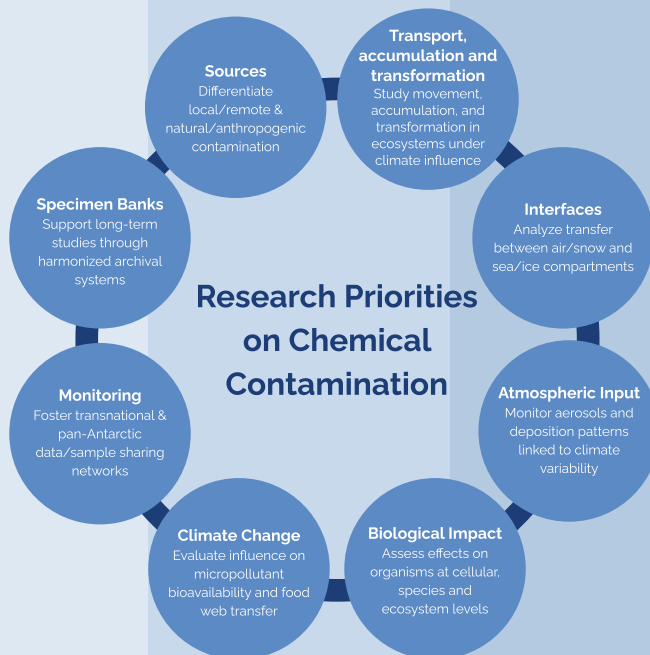 Sources
Differentiate
local/remote &
natural/anthropogenic
contamination
Transport,
accumulation and
transformation
Study movement,
accumulation, and
transformation in
ecosystems under
climate influence
Specimen Banks
Support long-term
studies through
harmonized archival
systems
Interfaces
Analyze transfer
between air/snow and
sea/ice compartments
Research Priorities
on Chemical
Contamination
Monitoring
Foster transnational &
pan-Antarctic
data/sample sharing
networks
Atmospheric Input
Monitor aerosols and
deposition patterns
linked to climate
variability
Climate Change
Evaluate influence on
micropollutant
bioavailability and food
web transfer
Biological Impact
Assess effects on
organisms at cellular,
species and
ecosystem levels